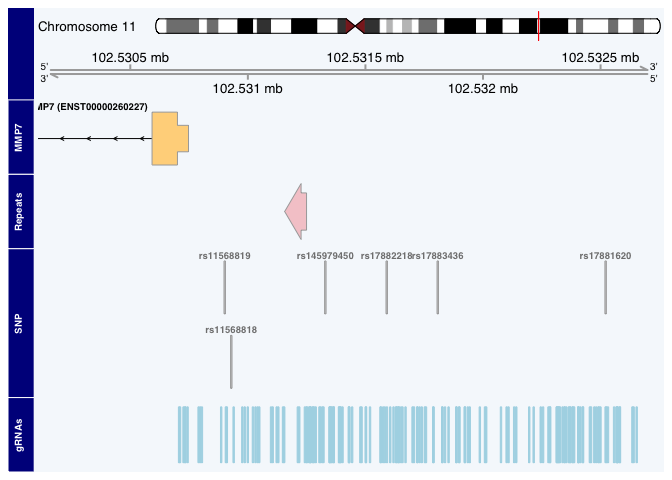 Chromosome 11
102.5305 mb 102.5315 mb 102.5325 mb
5' 3'
3' 5'
102.531 mb 102.532 mb
MP7 (ENST00000260227)
MMP7
Repeats
rs11568819 rs145979450 rs17882218 rs17883436 rs17881620
SNP
rs11568818
gRNAs